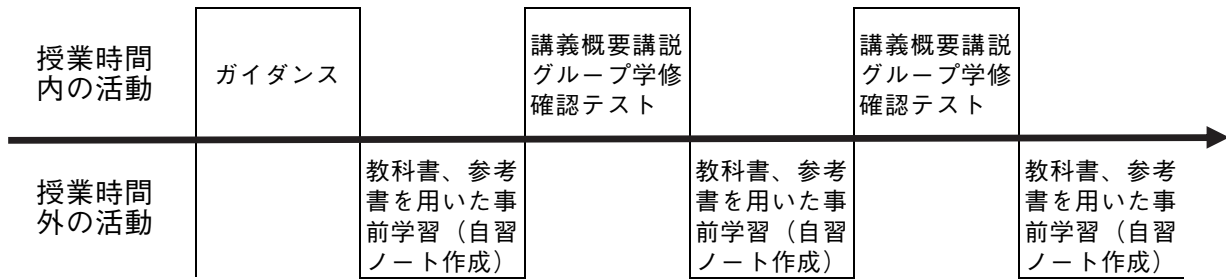 授業時間
内の活動
ガイダンス
講義概要講説
グループ学修
確認テスト
講義概要講説
グループ学修
確認テスト
授業時間
外の活動
教科書、参考
書を用いた事
前学習（自習
ノート作成）
教科書、参考
書を用いた事
前学習（自習
ノート作成）
教科書、参考
書を用いた事
前学習（自習
ノート作成）